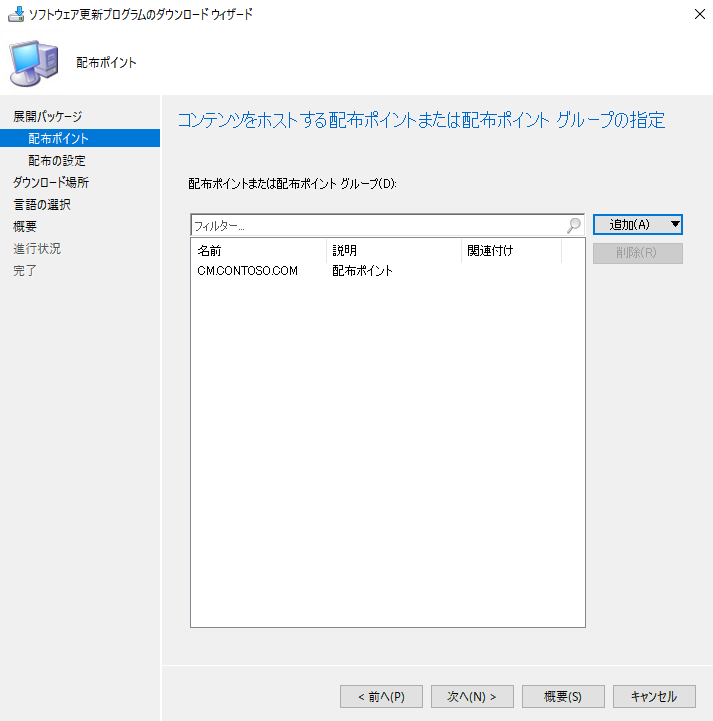 ソフトウェア更新プログラムのダウンロード ウィザード
配布ポイント
展開パッケージ
配布ポイント
配布の設定
ダウンロード場所
言語の選択
概要
進行状況
完了
コンテンツをホストする配布ポイントまたは配布ポイント グループの指定
配布ポイントまたは配布ポイント グループ(D):
フィルター...
追加(A)
削除(R)
名前 説明 関連付け
CM.CONTOSO.COM 配布ポイント
< 前へ(P) 次へ(N) > 概要(S) キャンセル